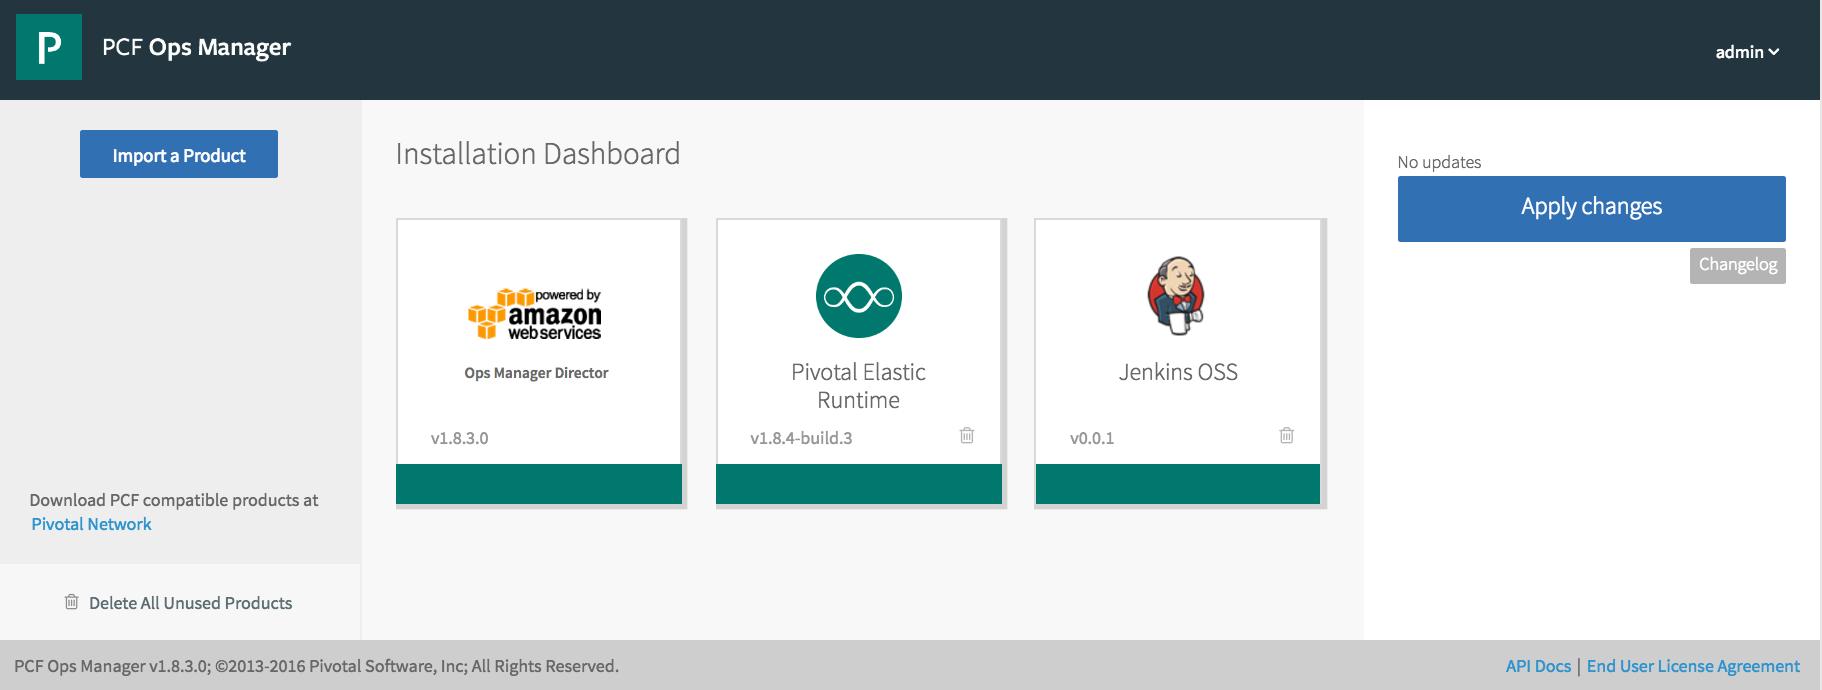 P
PCF Ops Manager
admin
Import a Product
Download PCF compatible products at
Pivotal Network
Delete All Unused Products
Installation Dashboard
powered by
amazon
web services
Ops Manager Director
v1.8.3.0
Pivotal Elastic
Runtime
v1.8.4-build.3
Jenkins OSS
v0.0.1
No updates
Apply changes
Changelog
PCF Ops Manager v1.8.3.0; ©2013-2016 Pivotal Software, Inc; All Rights Reserved.
API Docs | End User License Agreement